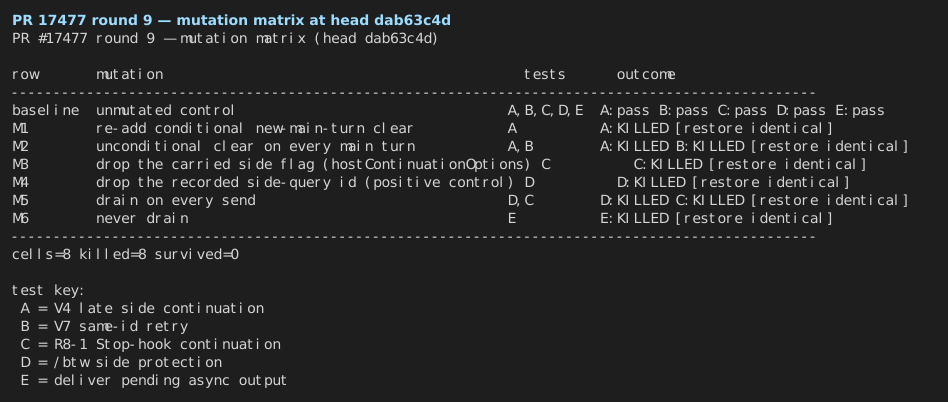 PR 17477 round 9 — mutation matrix at head dab63c4d
PR #17477 round 9 — mutation matrix (head dab63c4d)
row mutation tests outcome
------------------------------------------------------------------------------------------------
baseline unmutated control A,B,C,D,E A:pass B:pass C:pass D:pass E:pass
M1 re-add conditional new-main-turn clear A A:KILLED [restore identical]
M2 unconditional clear on every main turn A,B A:KILLED B:KILLED [restore identical]
M3 drop the carried side flag (hostContinuationOptions) C C:KILLED [restore identical]
M4 drop the recorded side-query id (positive control) D D:KILLED [restore identical]
M5 drain on every send D,C D:KILLED C:KILLED [restore identical]
M6 never drain E E:KILLED [restore identical]
------------------------------------------------------------------------------------------------
cells=8 killed=8 survived=0
test key:
A = V4 late side continuation
B = V7 same-id retry
C = R8-1 Stop-hook continuation
D = /btw side protection
E = deliver pending async output